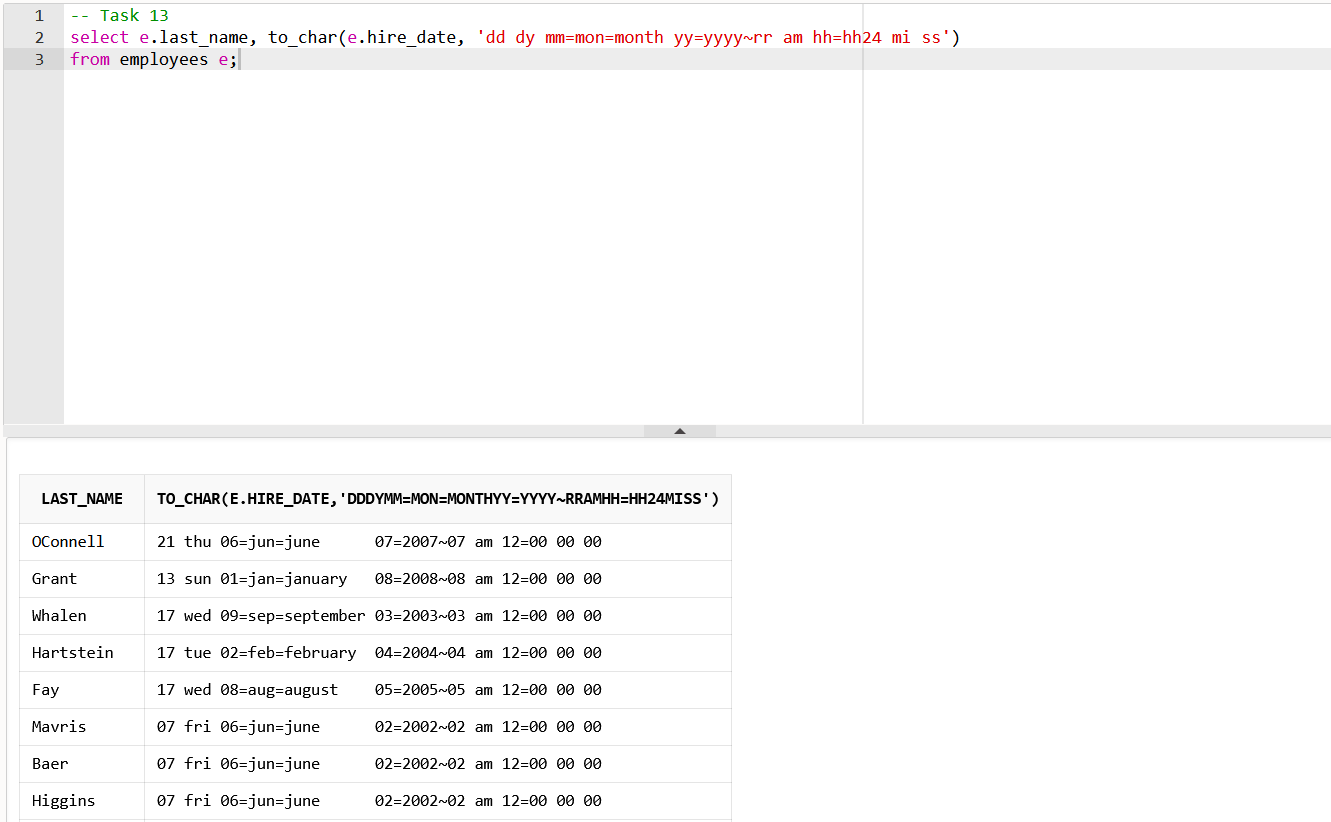 1 -- Task 13
2 select e.last_name, to_char(e.hire_date, 'dd dy mm=mon=month yy=yyyy~rr am hh=hh24 mi ss')
3 from employees e;
LAST_NAME TO_CHAR(E.HIRE_DATE,'DDDYMM=MON=MONTHYY=YYYY~RRAMHH=HH24MISS')
OConnell 21 thu 06=jun=june      07=2007~07 am 12=00 00 00
Grant 13 sun 01=jan=january   08=2008~08 am 12=00 00 00
Whalen 17 wed 09=sep=september 03=2003~03 am 12=00 00 00
Hartstein 17 tue 02=feb=february  04=2004~04 am 12=00 00 00
Fay 17 wed 08=aug=august    05=2005~05 am 12=00 00 00
Mavris 07 fri 06=jun=june      02=2002~02 am 12=00 00 00
Baer 07 fri 06=jun=june      02=2002~02 am 12=00 00 00
Higgins 07 fri 06=jun=june      02=2002~02 am 12=00 00 00